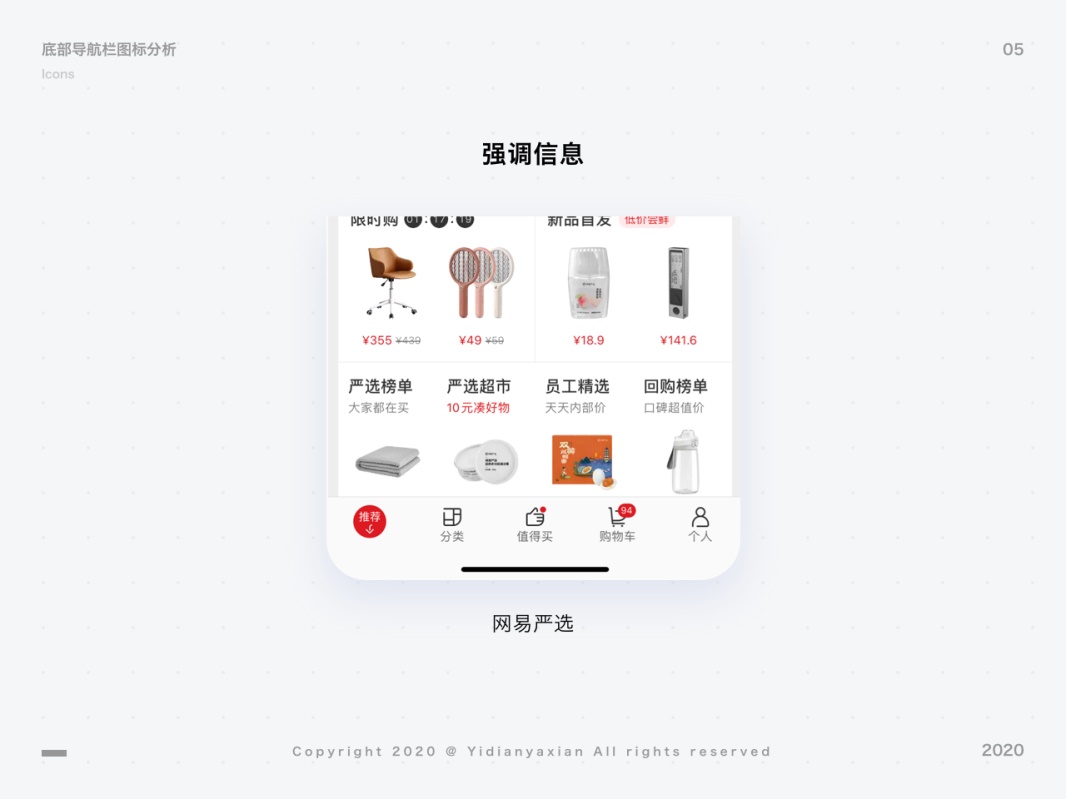 底部导航栏图标分析
05
Icons
强调信息
限时购 01:17:19
新品首发 低价尝鲜
¥355 ¥439 ¥49 ¥59 ¥18.9 ¥141.6
严选榜单 严选超市 员工精选 回购榜单
大家都在买 10元凑好物 天天内部价 口碑超值价
推荐
94
分类 值得买 购物车 个人
网易严选
Copyright 2020 @ Yidianyaxian All rights reserved
2020